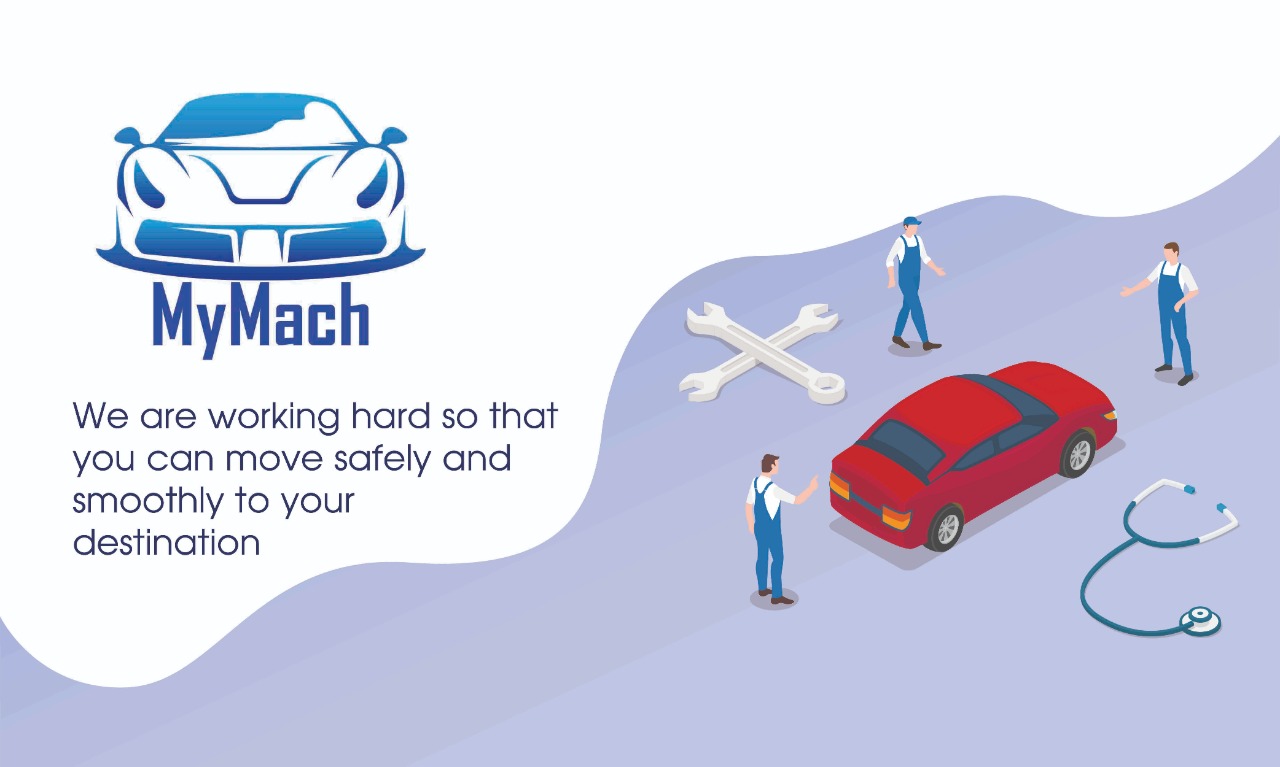 MyMach
We are working hard so that
you can move safely and
smoothly to your
destination